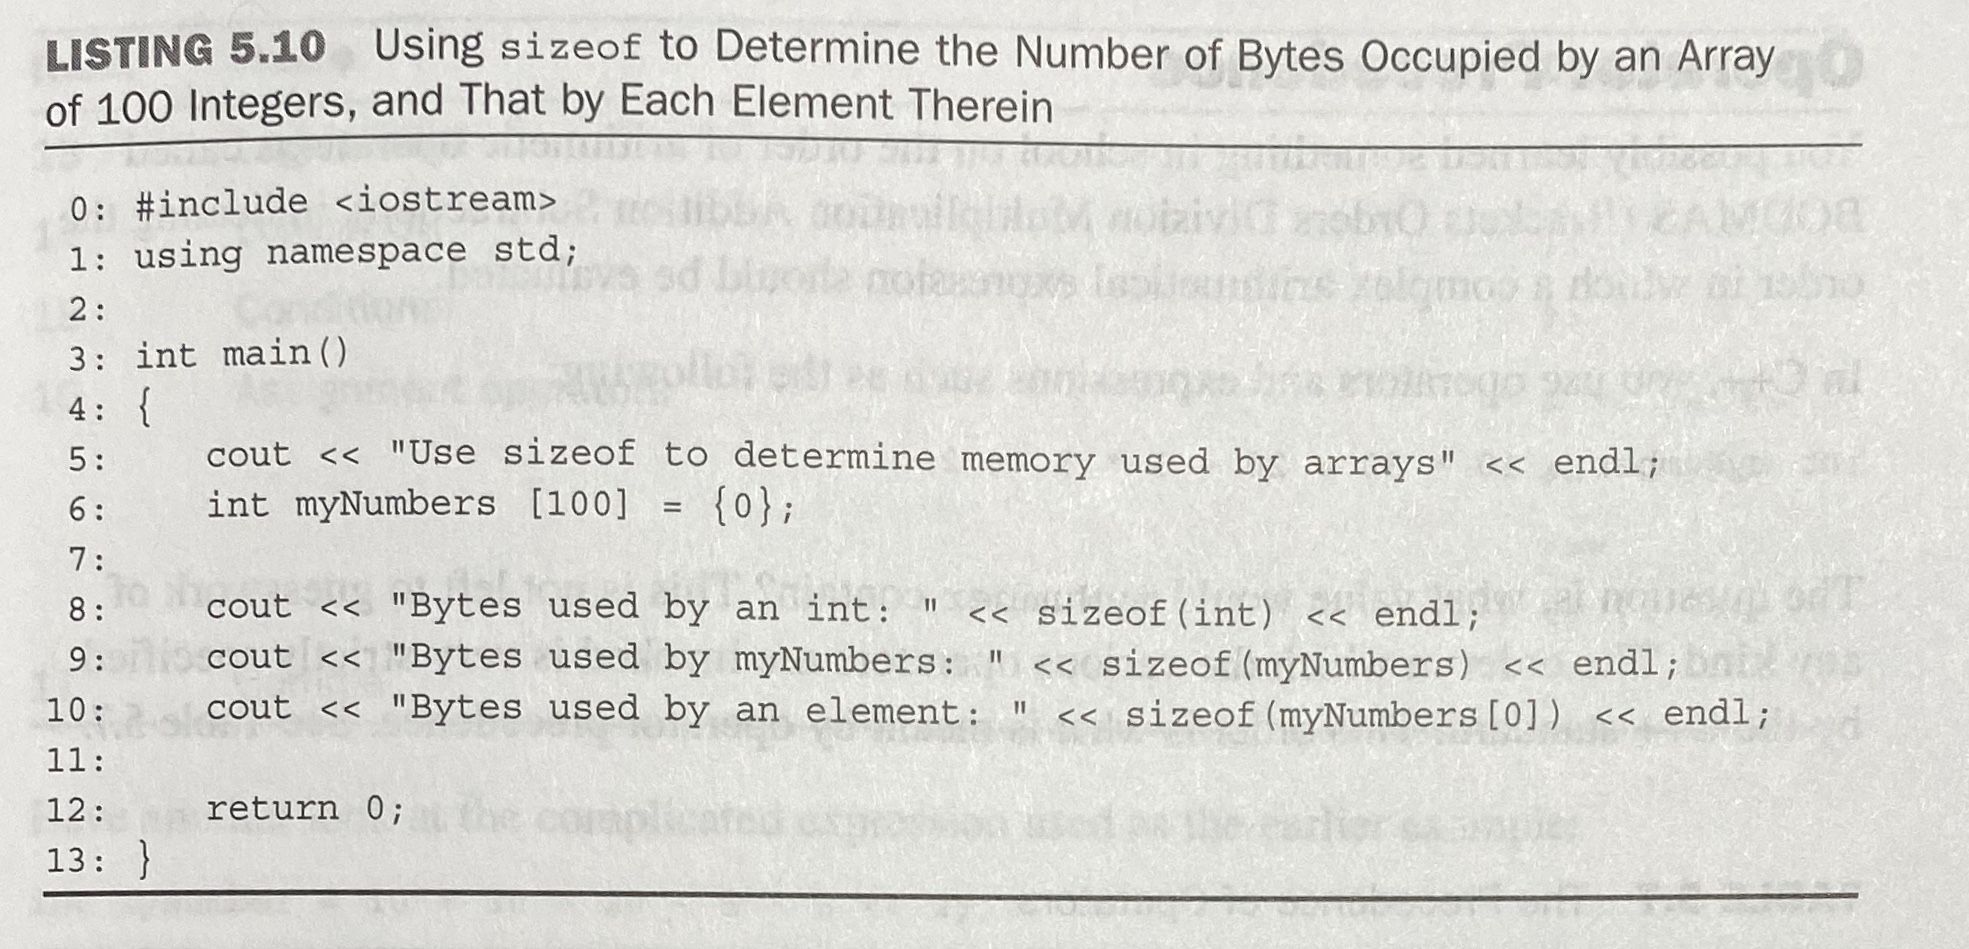 LISTING 5.10 Using sizeof to Determine the Number of Bytes Occupied by an Array
of 100 Integers, and That by Each Element Therein
0: #include <iostream>
1: using namespace std;
2:
3: int main()
4: {
5:    cout << "Use sizeof to determine memory used by arrays" << endl;
6:    int myNumbers [100] = {0};
7:
8:    cout << "Bytes used by an int: " << sizeof(int) << endl;
9:    cout << "Bytes used by myNumbers: " << sizeof(myNumbers) << endl;
10:    cout << "Bytes used by an element: " << sizeof(myNumbers[0]) << endl;
11:
12:    return 0;
13: }